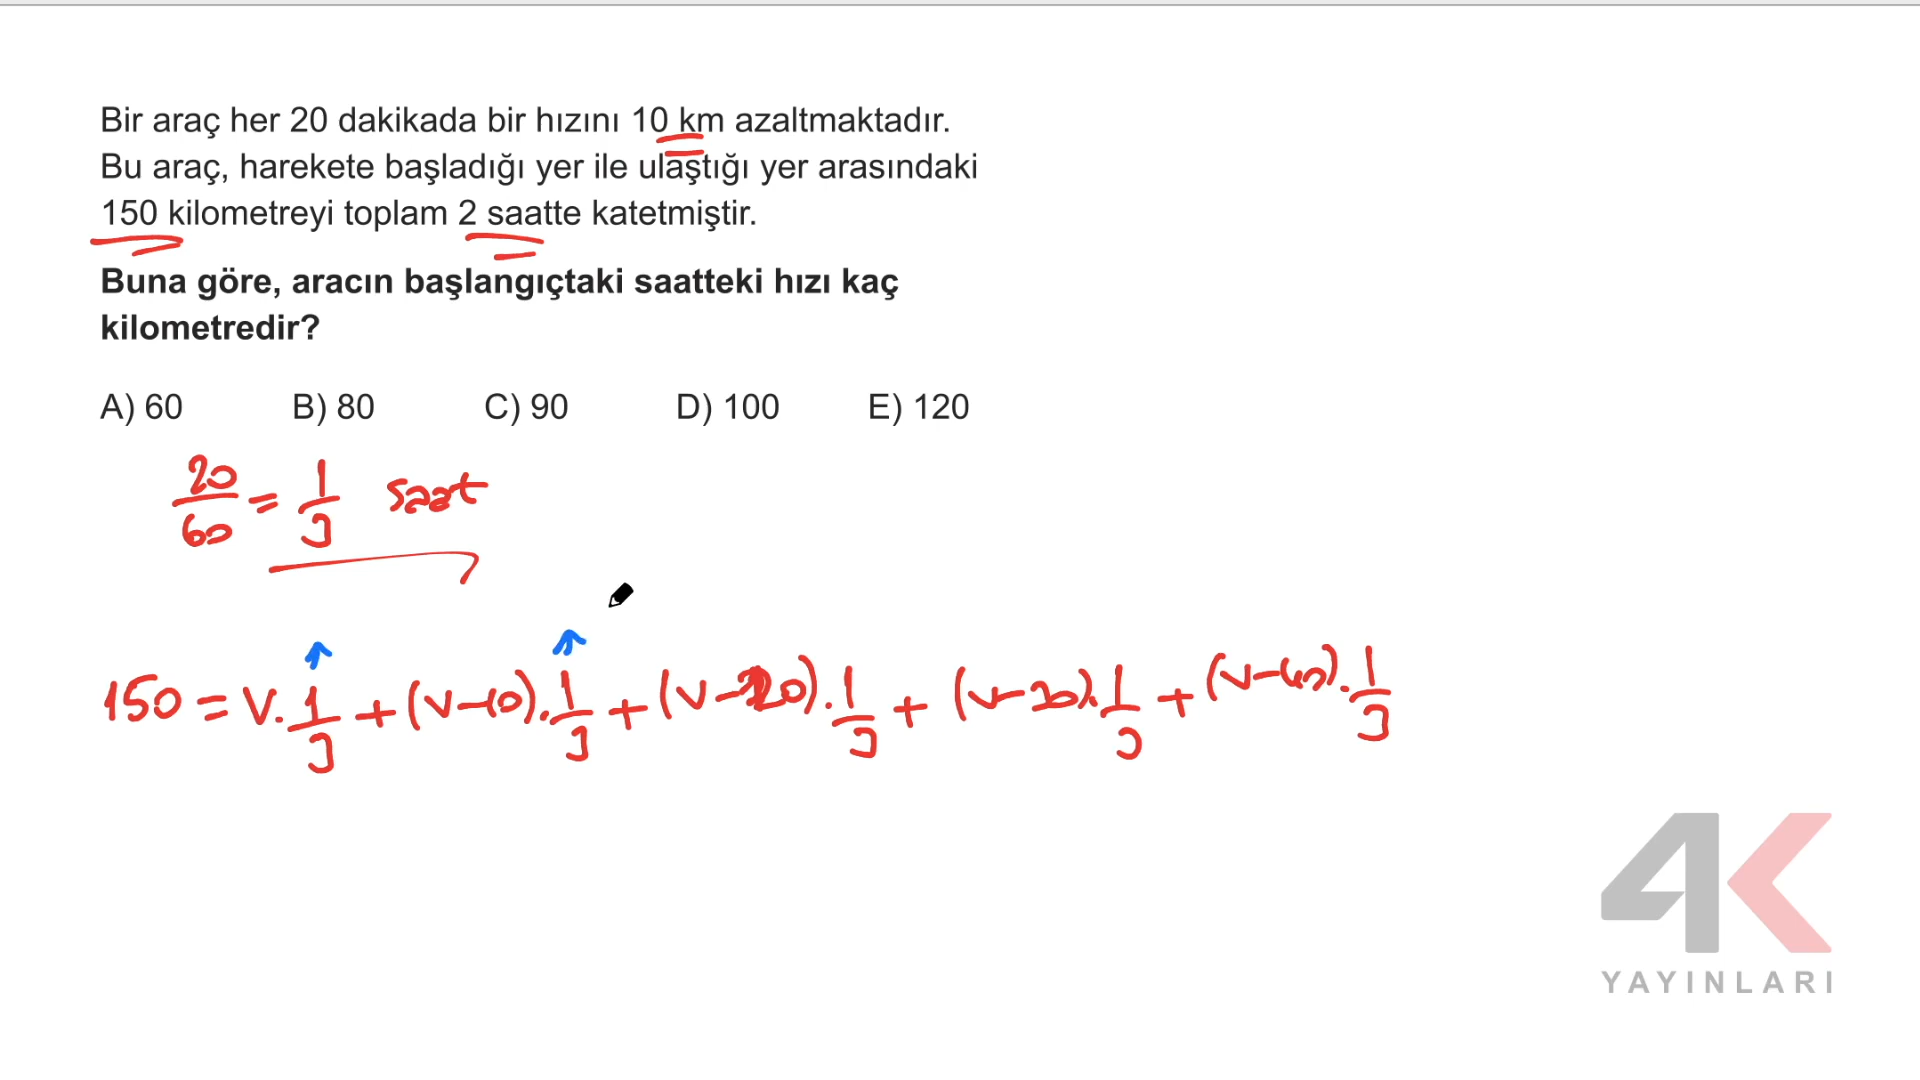 Bir araç her 20 dakikada bir hızını 10 km azaltmaktadır.
Bu araç, harekete başladığı yer ile ulaştığı yer arasındaki
150 kilometreyi toplam 2 saatte katetmiştir.
Buna göre, aracın başlangıçtaki saatteki hızı kaç
kilometredir?
A) 60 B) 80 C) 90 D) 100 E) 120
20/60 = 1/3 saat
150 = V.1/3 + (V-10).1/3 + (V-20).1/3 + (V-30).1/3 + (V-40).1/3
4K
YAYINLARI